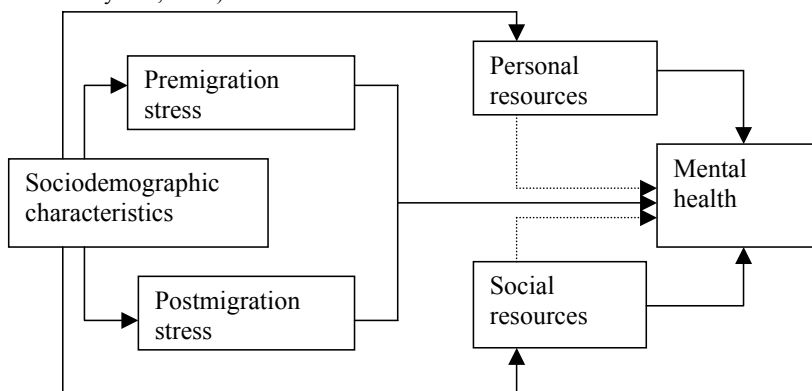 Premigration
stress
Personal
resources
Sociodemographic
characteristics
Mental
health
Postmigration
stress
Social
resources